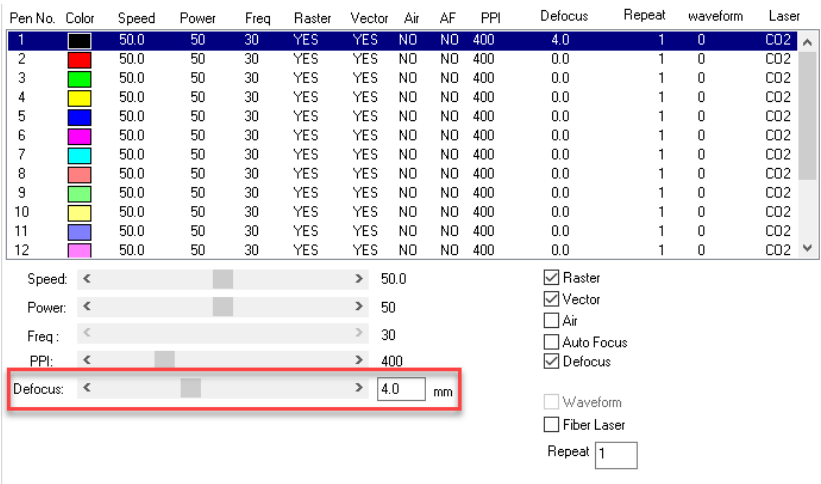 Pen No. Color Speed Power Freq Raster Vector Air AF PPI Defocus Repeat waveform Laser
1 50.0 50 30 YES YES NO NO 400 4.0 1 0 CO2
2 50.0 50 30 YES YES NO NO 400 0.0 1 0 CO2
3 50.0 50 30 YES YES NO NO 400 0.0 1 0 CO2
4 50.0 50 30 YES YES NO NO 400 0.0 1 0 CO2
5 50.0 50 30 YES YES NO NO 400 0.0 1 0 CO2
6 50.0 50 30 YES YES NO NO 400 0.0 1 0 CO2
7 50.0 50 30 YES YES NO NO 400 0.0 1 0 CO2
8 50.0 50 30 YES YES NO NO 400 0.0 1 0 CO2
9 50.0 50 30 YES YES NO NO 400 0.0 1 0 CO2
10 50.0 50 30 YES YES NO NO 400 0.0 1 0 CO2
11 50.0 50 30 YES YES NO NO 400 0.0 1 0 CO2
12 50.0 50 30 YES YES NO NO 400 0.0 1 0 CO2
Speed: 50.0
Power: 50
Freq : 30
PPI: 400
Defocus: 4.0 mm
Raster
Vector
Air
Auto Focus
Defocus
Waveform
Fiber Laser
Repeat 1